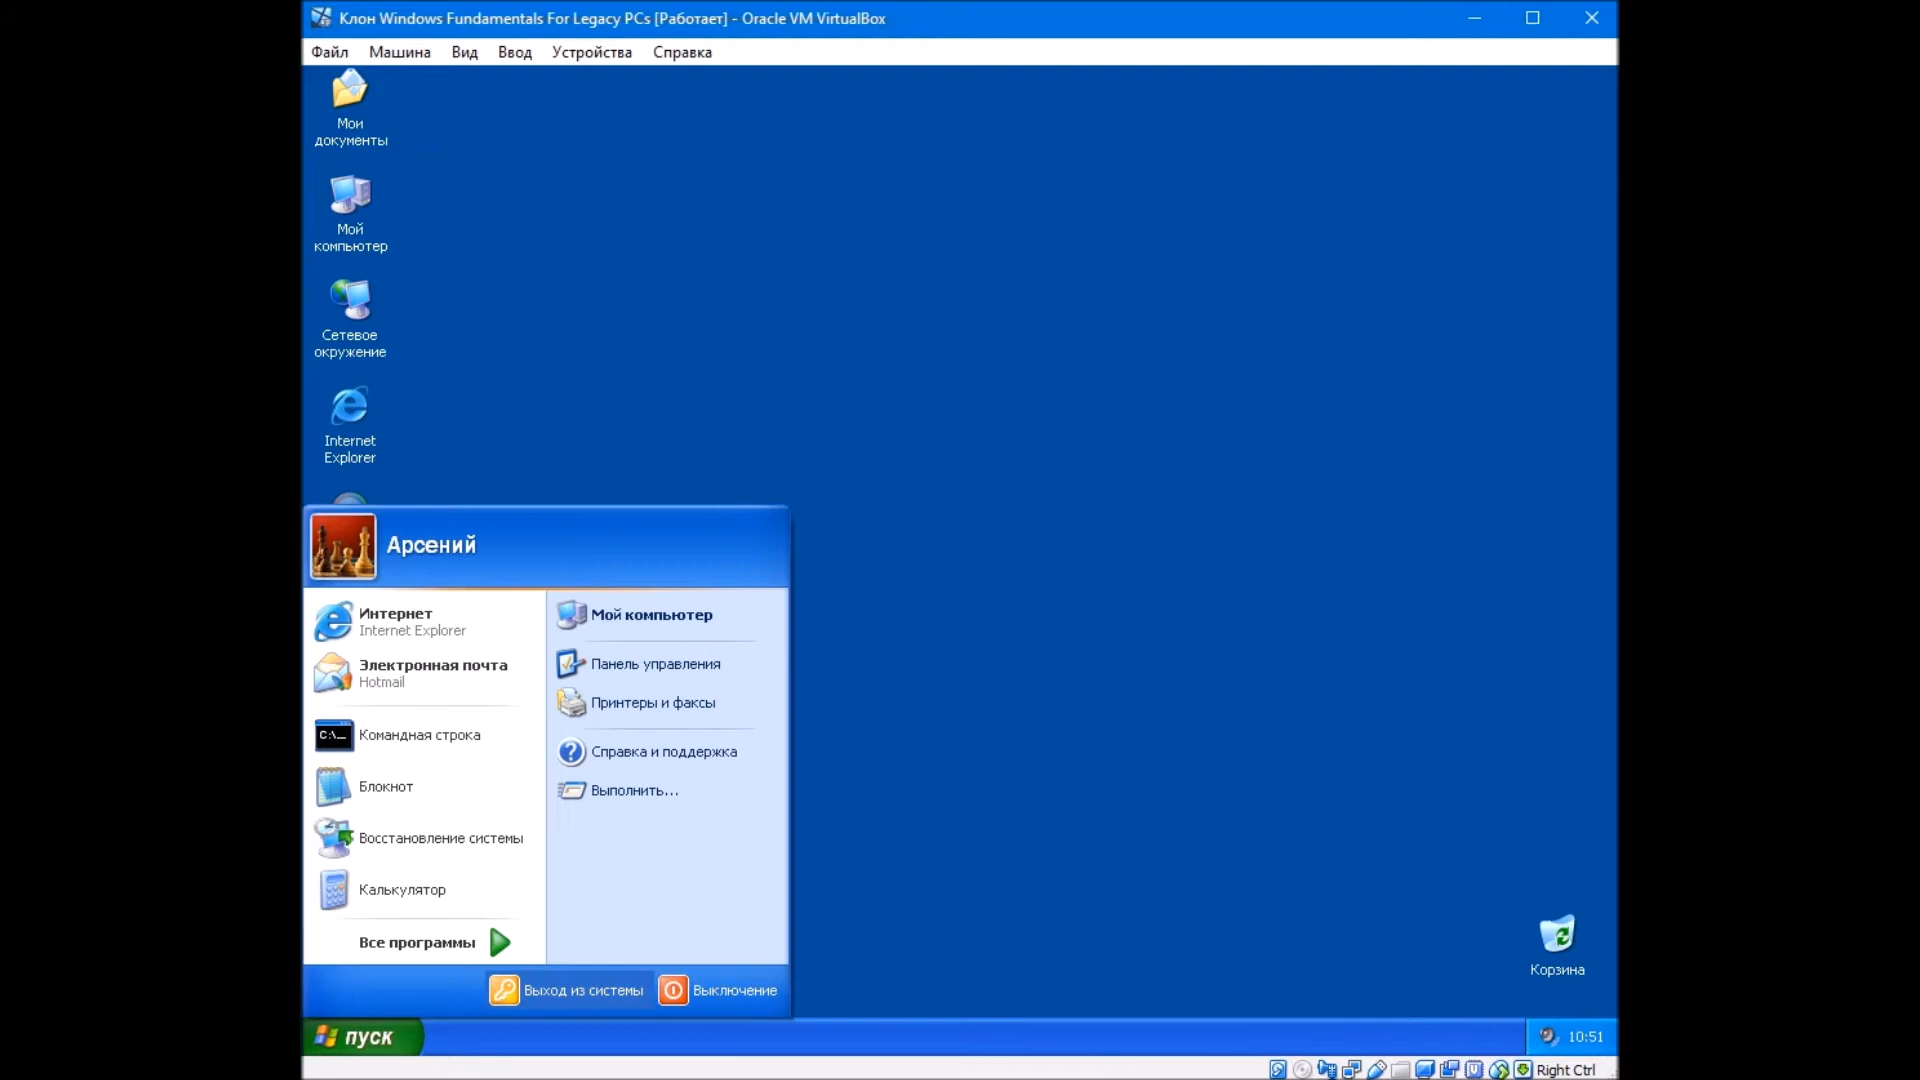 Клон Windows Fundamentals For Legacy PCs [Работает] - Oracle VM VirtualBox
Файл Машина Вид Ввод Устройства Справка
Мои
документы
Мой
компьютер
Сетевое
окружение
Internet
Explorer
Арсений
Интернет
Internet Explorer
Электронная почта
Hotmail
C:\_
Командная строка
Блокнот
Восстановление системы
Калькулятор
Все программы
Мой компьютер
Панель управления
Принтеры и факсы
Справка и поддержка
Выполнить...
Выход из системы
Выключение
Корзина
пуск
10:51
Right Ctrl